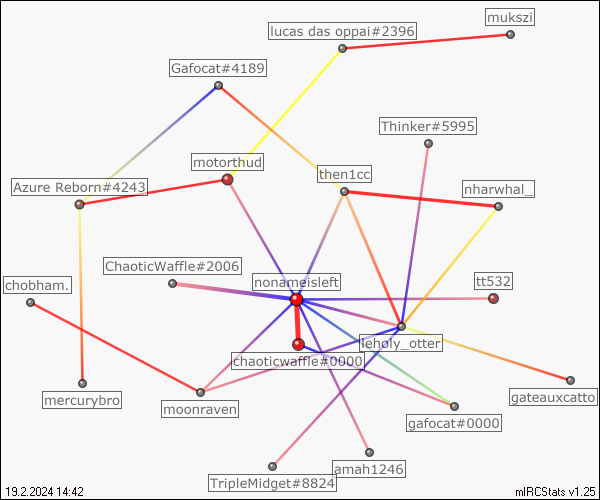 mukszi
lucas das oppai#2396
Gafocat#4189
Thinker#5995
motorthud
then1cc
Azure Reborn#4243
nharwhal_
ChaoticWaffle#2006
nonameisleft
tt532
chobham.
leholy_otter
chaoticwaffle#0000
mercurybro
moonraven
gateauxcatto
gafocat#0000
amah1246
TripleMidget#8824
19.2.2024 14:42
mIRCStats v1.25